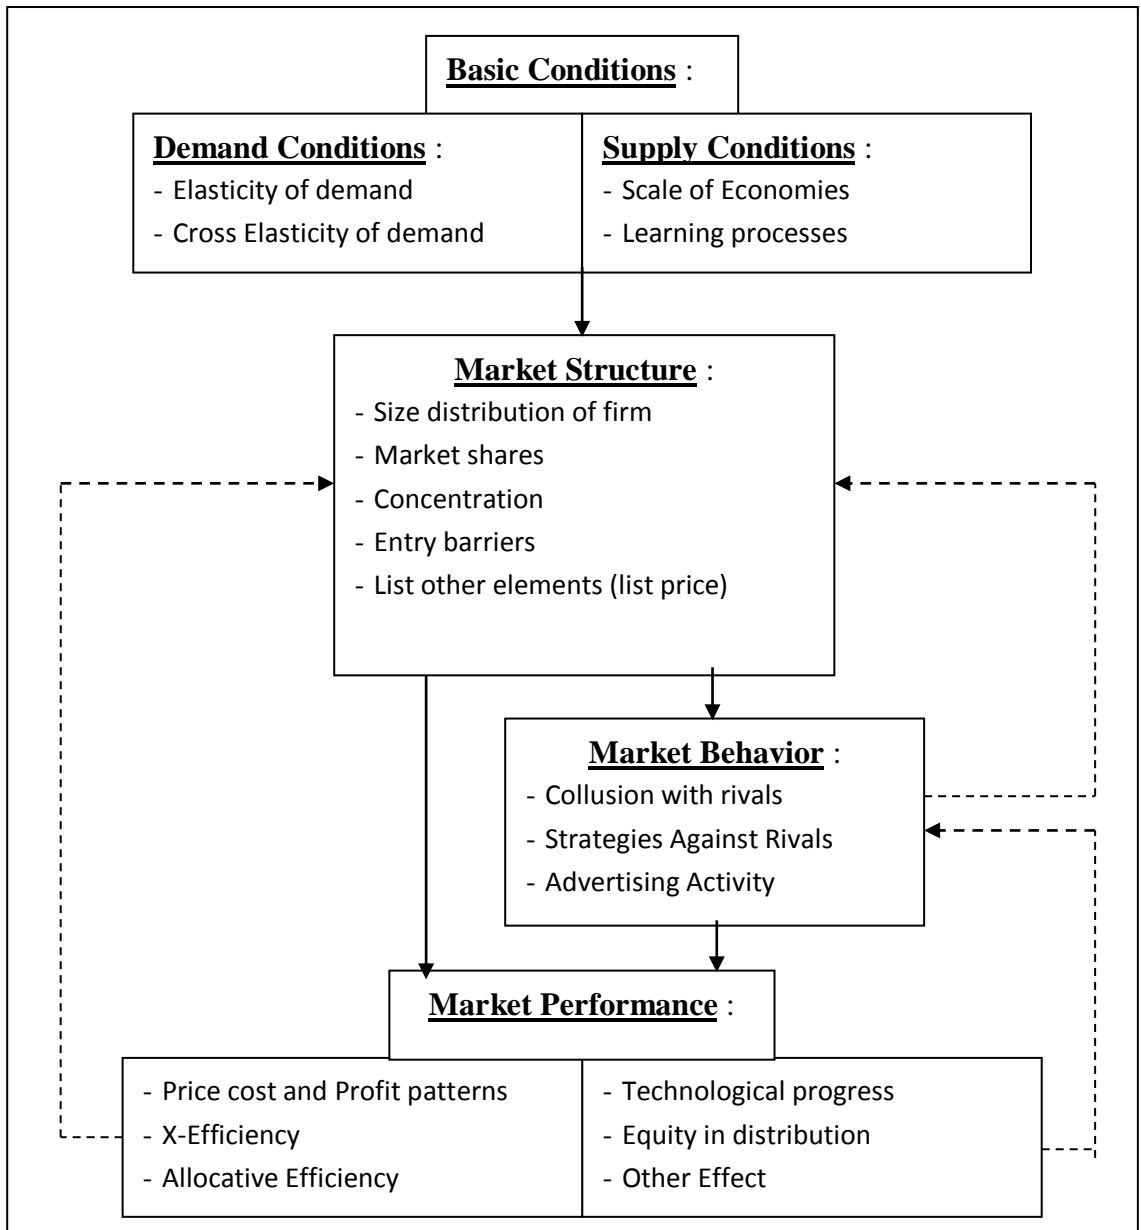 Basic Conditions :
Demand Conditions :
- Elasticity of demand
- Cross Elasticity of demand
Supply Conditions :
- Scale of Economies
- Learning processes
Market Structure :
- Size distribution of firm
- Market shares
- Concentration
- Entry barriers
- List other elements (list price)
Market Behavior :
- Collusion with rivals
- Strategies Against Rivals
- Advertising Activity
Market Performance :
- Price cost and Profit patterns
- X-Efficiency
- Allocative Efficiency
- Technological progress
- Equity in distribution
- Other Effect